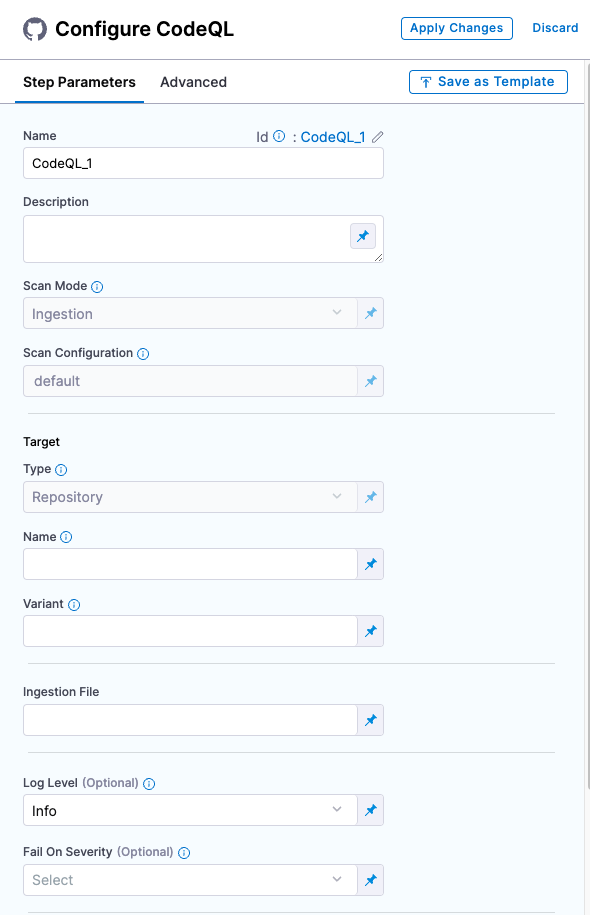 Configure CodeQL
Apply Changes
Discard
Step Parameters
Advanced
Save as Template
Name
Id : CodeQL_1
CodeQL_1
Description
Scan Mode
Ingestion
Scan Configuration
default
Target
Type
Repository
Name
Variant
Ingestion File
Log Level (Optional)
Info
Fail On Severity (Optional)
Select